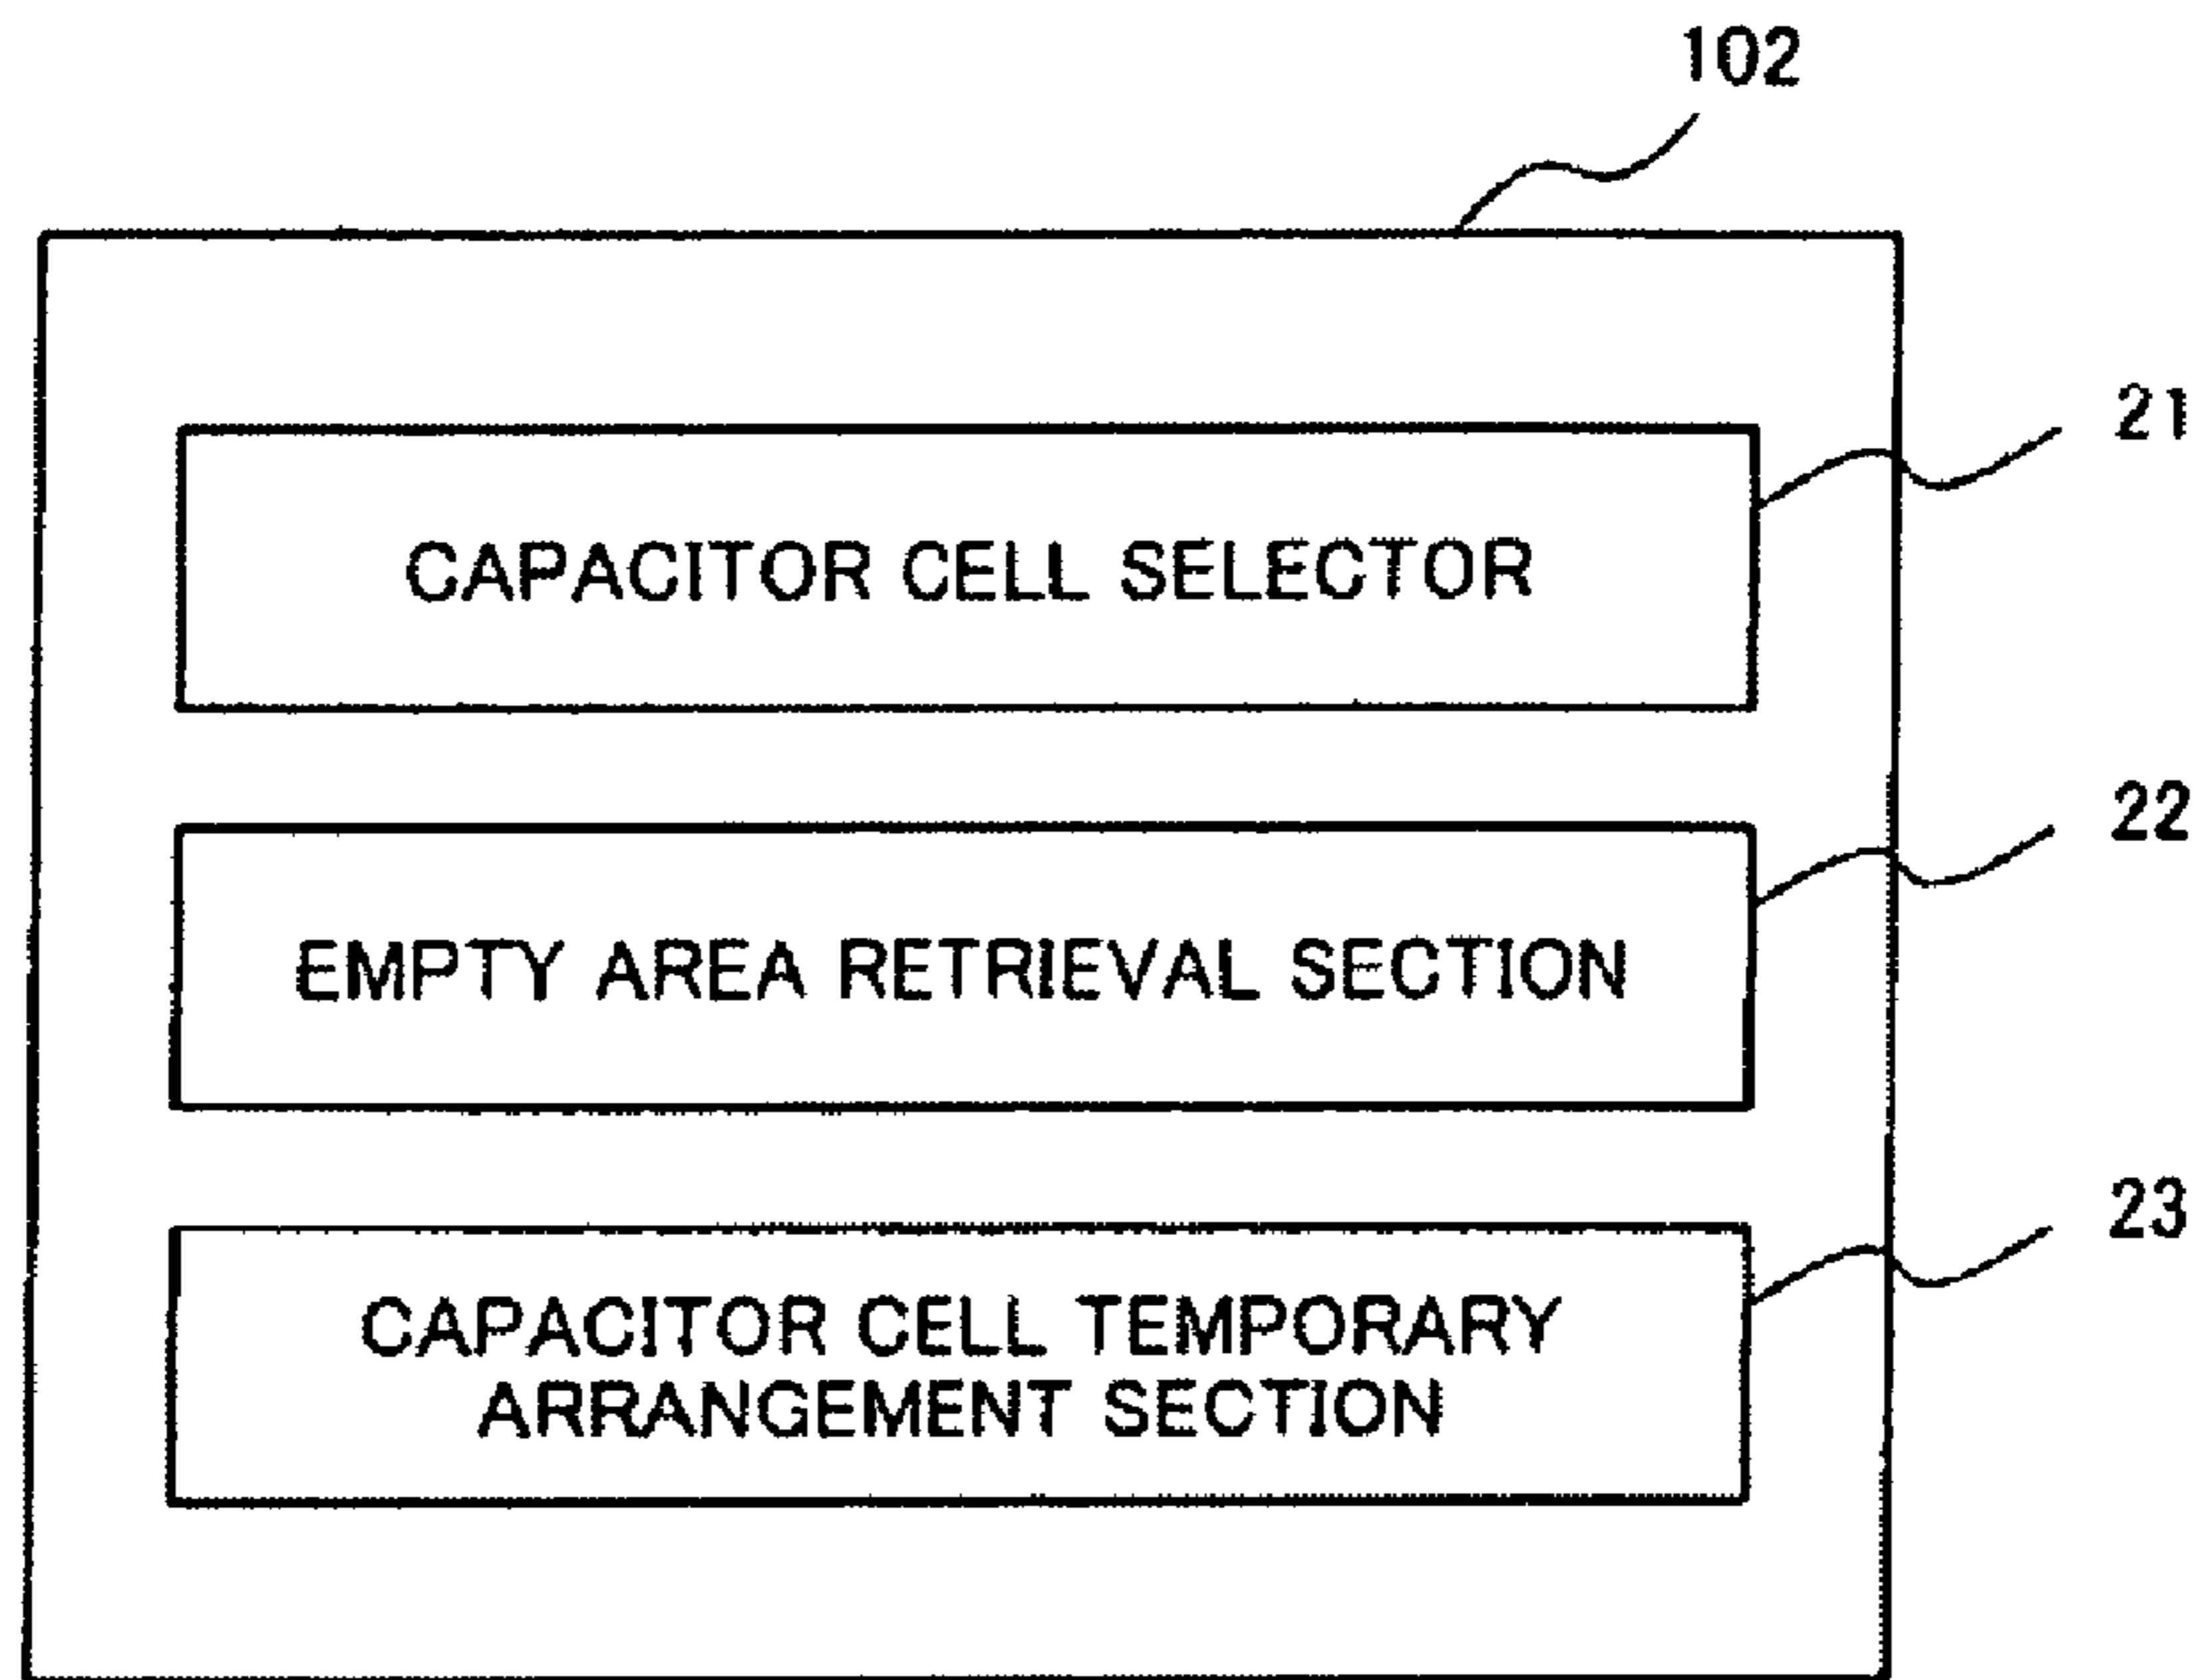 102
21
CAPACITOR CELL SELECTOR
22
EMPTY AREA RETRIEVAL SECTION
23
CAPACITOR CELL TEMPORARY
ARRANGEMENT SECTION